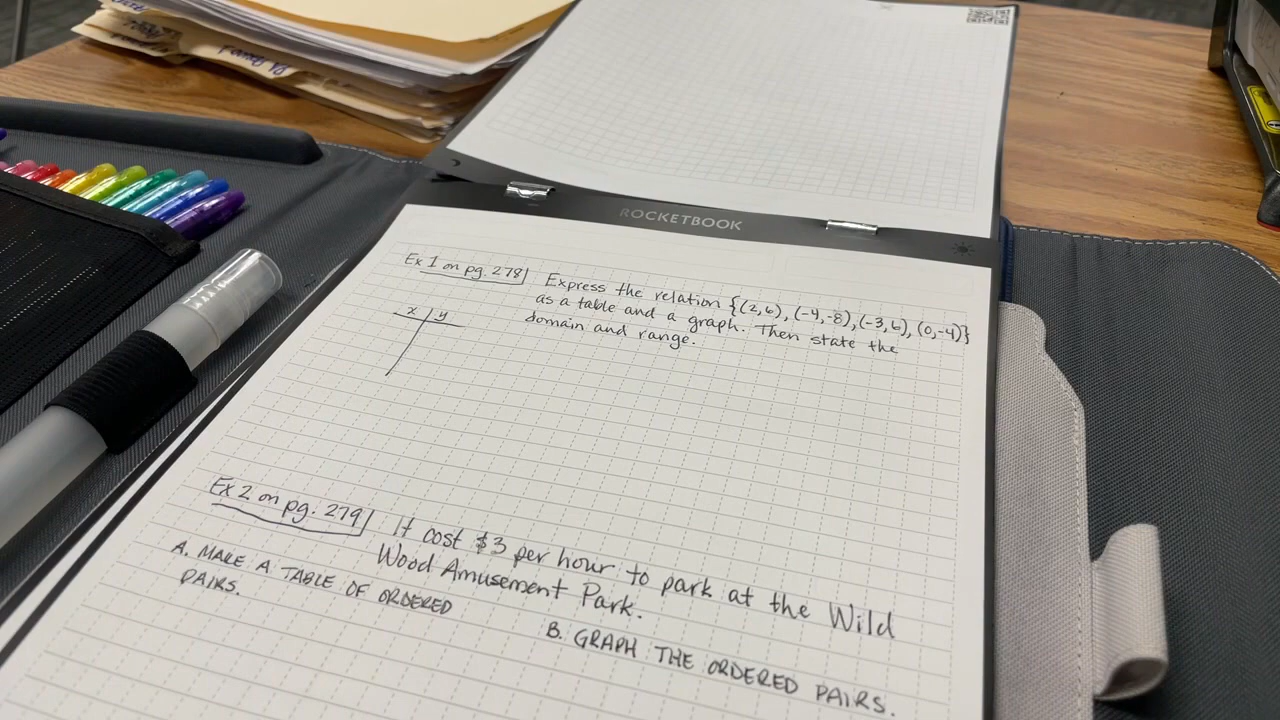 ROCKETBOOK
Ex 1 on pg. 278
Express the relation {(2,6), (-4,-8), (-3,6), (0,-4)}
as a table and a graph. Then state the
domain and range.
x y
Ex 2 on pg. 279
It cost $3 per hour to park at the Wild
Wood Amusement Park.
A. MAKE A TABLE OF ORDERED
PAIRS.
B. GRAPH THE ORDERED PAIRS.